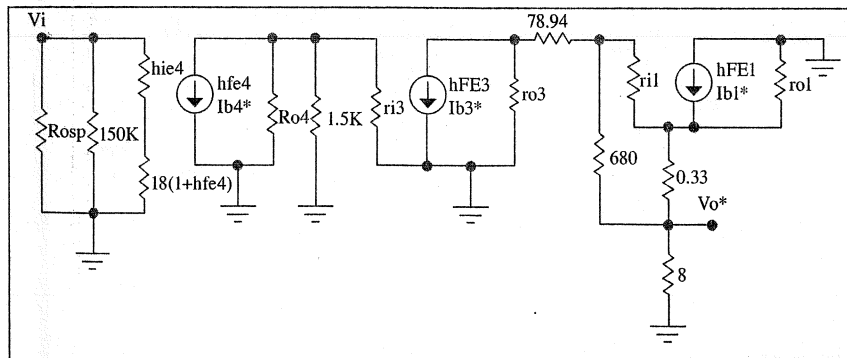 Vi
hie4
Rosp
150K
18(1+hfe4)
hfe4
Ib4*
Ro4
1.5K
ri3
hFE3
Ib3*
ro3
78.94
680
ri1
hFE1
Ib1*
ro1
0.33
Vo*
8